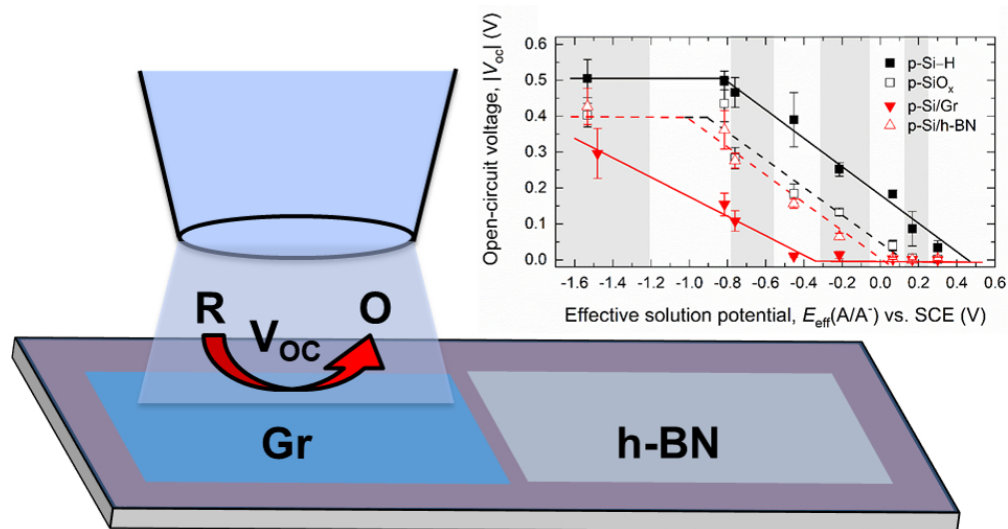 0.6
0.5
0.4
0.3
0.2
0.1
0.0
Open-circuit voltage, |Voc| (V)
p-Si–H
p-SiOx
p-Si/Gr
p-Si/h-BN
-1.6 -1.4 -1.2 -1.0 -0.8 -0.6 -0.4 -0.2 0.0 0.2 0.4 0.6
Effective solution potential, Eeff(A/A⁻) vs. SCE (V)
R O
VOC
Gr h-BN